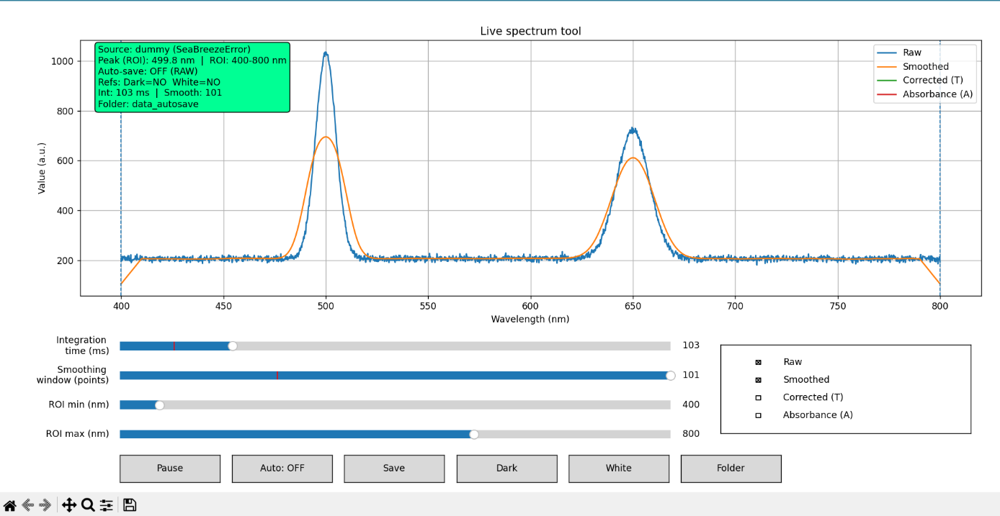 Live spectrum tool
Source: dummy (SeaBreezeError)
Peak (ROI): 499.8 nm | ROI: 400-800 nm
Auto-save: OFF (RAW)
Refs: Dark=NO White=NO
Int: 103 ms | Smooth: 101
Folder: data_autosave
Raw
Smoothed
Corrected (T)
Absorbance (A)
Value (a.u.)
1000
800
600
400
200
400 450 500 550 600 650 700 750 800
Wavelength (nm)
Integration
time (ms)
103
Smoothing
window (points)
101
ROI min (nm)
400
ROI max (nm)
800
Raw
Smoothed
Corrected (T)
Absorbance (A)
Pause
Auto: OFF
Save
Dark
White
Folder